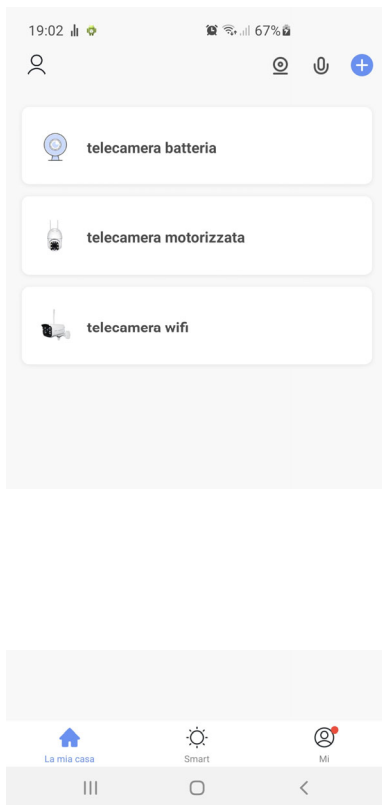 19:02
67%
telecamera batteria
telecamera motorizzata
telecamera wifi
La mia casa
Smart
Mi